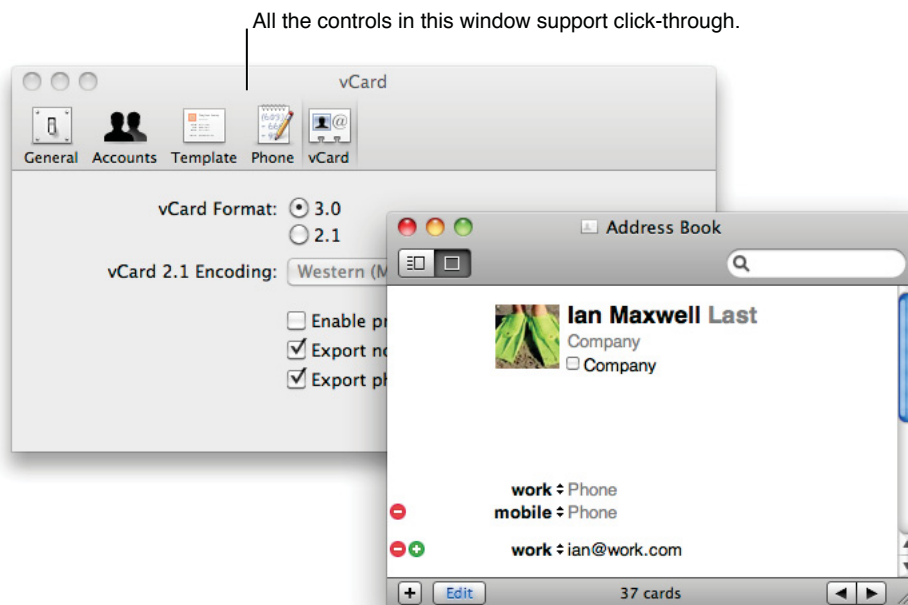 All the controls in this window support click-through.
vCard
General Accounts Template Phone vCard
vCard Format: 3.0
2.1
vCard 2.1 Encoding: Western (M
Enable pr
Export no
Export ph
Address Book
Ian Maxwell Last
Company
Company
work Phone
mobile Phone
work ian@work.com
+ Edit 37 cards